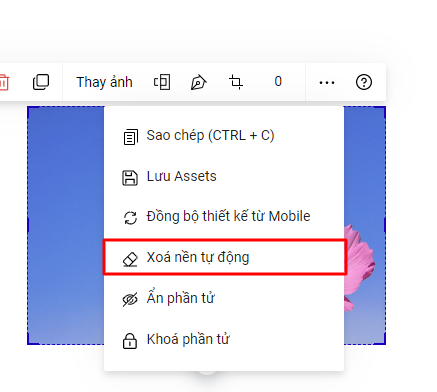 Thay ảnh
0
Sao chép (CTRL + C)
Lưu Assets
Đồng bộ thiết kế từ Mobile
Xoá nền tự động
Ẩn phần tử
Khoá phần tử